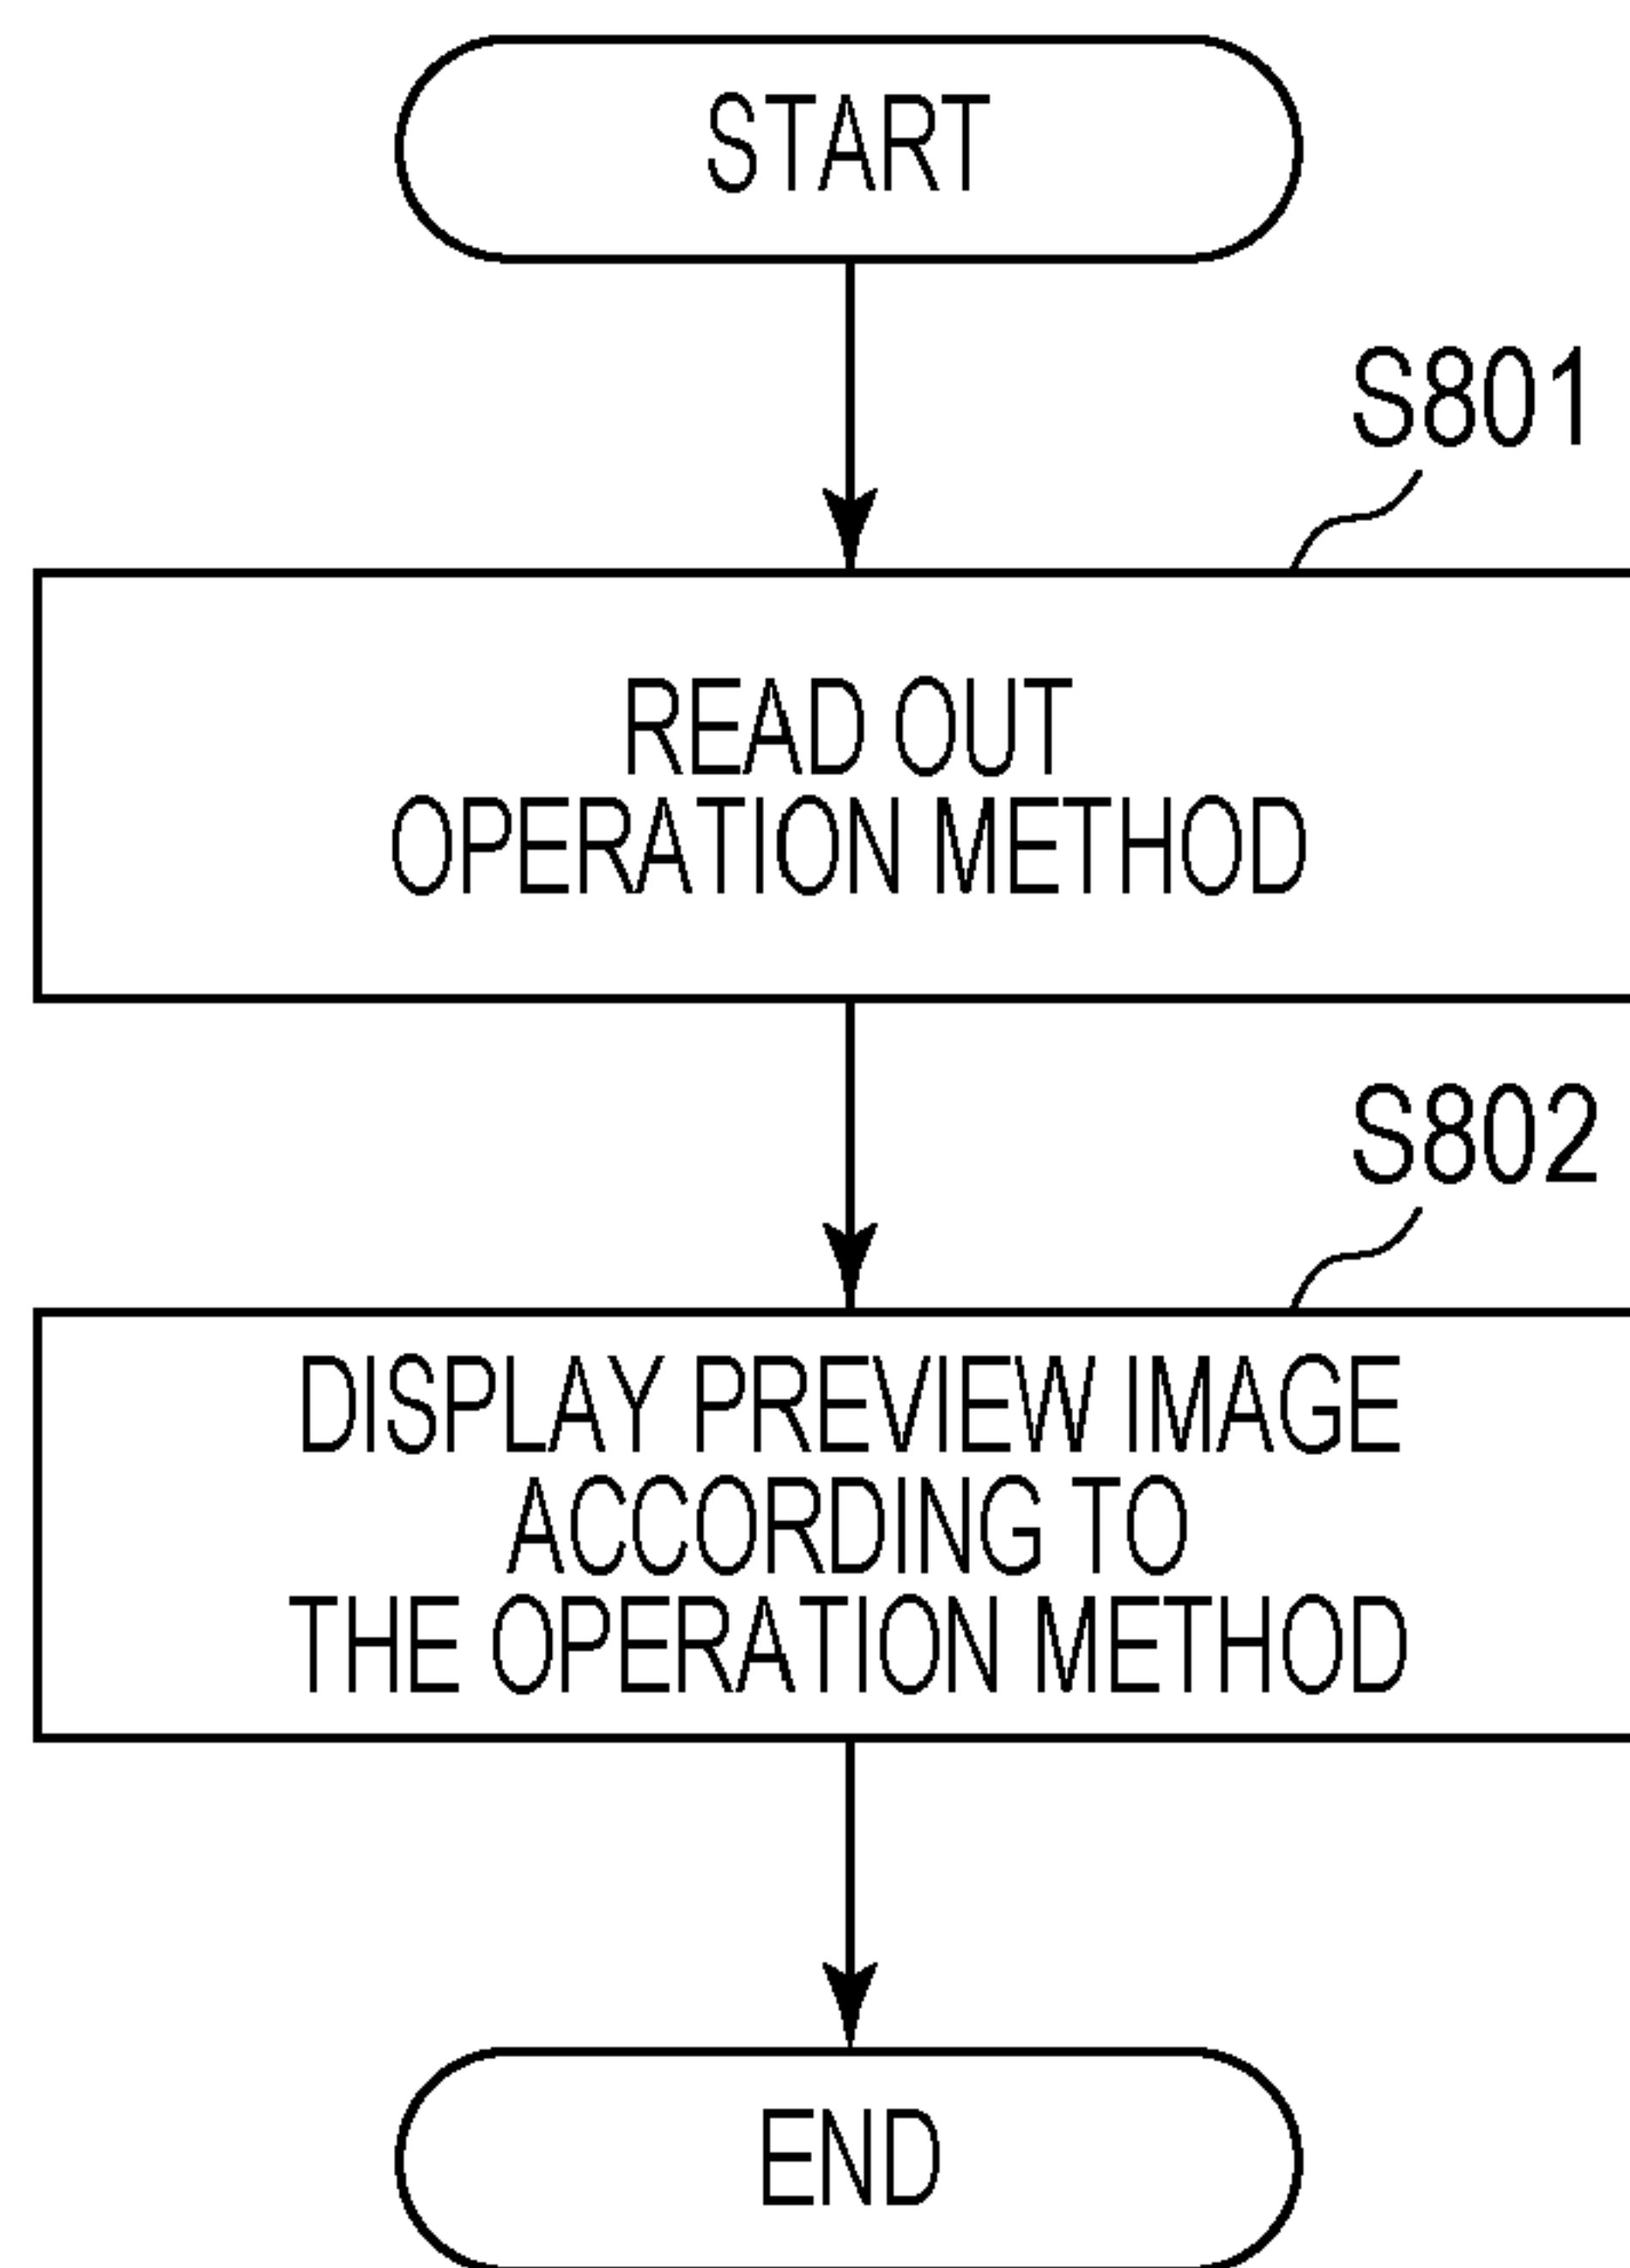 START
S801
READ OUT
OPERATION METHOD
S802
DISPLAY PREVIEW IMAGE
ACCORDING TO
THE OPERATION METHOD
END